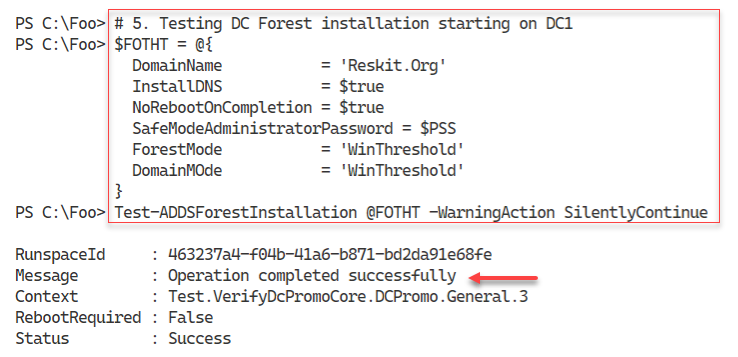 PS C:\Foo> # 5. Testing DC Forest installation starting on DC1
PS C:\Foo> $FOTHT = @{
  DomainName           = 'Reskit.Org'
  InstallDNS           = $true
  NoRebootOnCompletion = $true
  SafeModeAdministratorPassword = $PSS
  ForestMode           = 'WinThreshold'
  DomainMOde           = 'WinThreshold'
}
PS C:\Foo> Test-ADDSForestInstallation @FOTHT -WarningAction SilentlyContinue
RunspaceId     : 463237a4-f04b-41a6-b871-bd2da91e68fe
Message        : Operation completed successfully
Context        : Test.VerifyDcPromoCore.DCPromo.General.3
RebootRequired : False
Status         : Success